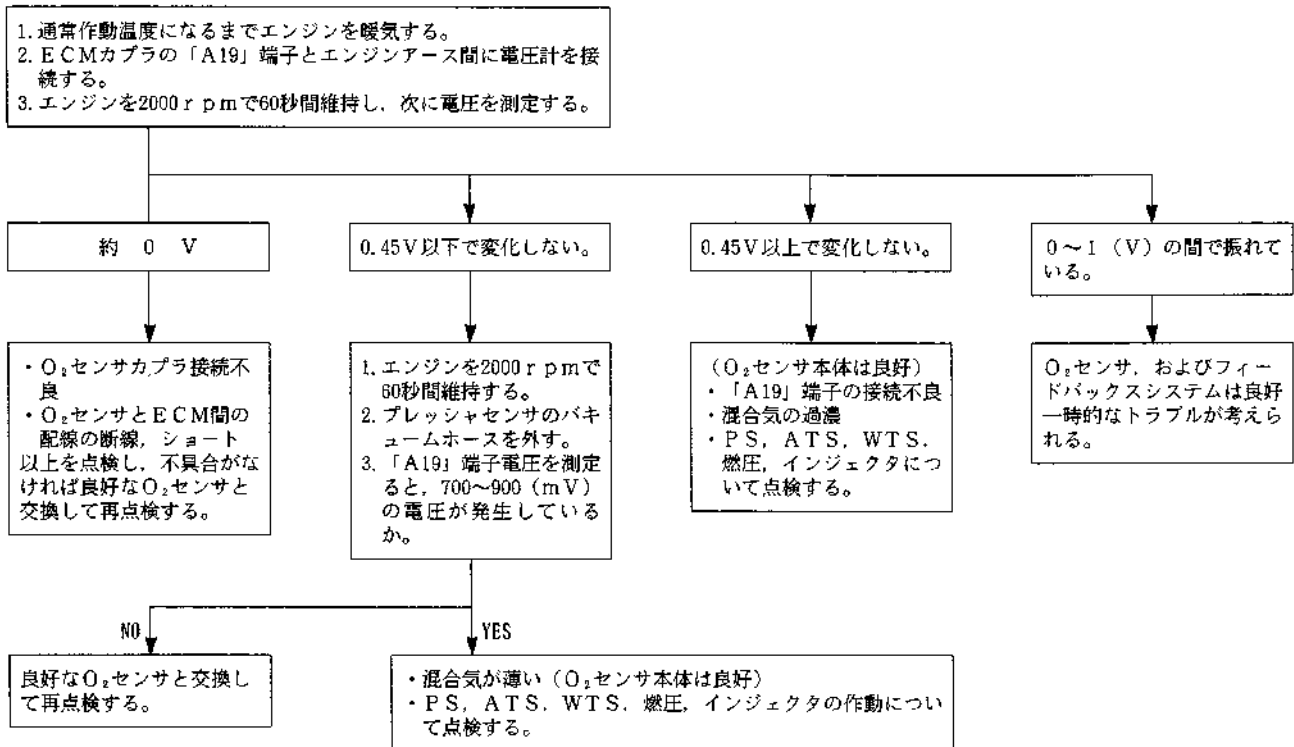 1. 通常作動温度になるまでエンジンを暖気する。
2. ＥＣＭカプラの「A19」端子とエンジンアース間に電圧計を接
続する。
3. エンジンを2000ｒｐｍで60秒間維持し，次に電圧を測定する。
約　０　Ｖ
0.45Ｖ以下で変化しない。
0.45Ｖ以上で変化しない。
０～１（Ｖ）の間で振れて
いる。
・Ｏ₂センサカプラ接続不
良
・Ｏ₂センサとＥＣＭ間の
配線の断線，ショート
以上を点検し，不具合がな
ければ良好なＯ₂センサと
交換して再点検する。
1. エンジンを2000ｒｐｍで
60秒間維持する。
2. プレッシャセンサのバキ
ュームホースを外す。
3. 「A19」端子電圧を測定
ると，700～900（mV）
の電圧が発生している
か。
（Ｏ₂センサ本体は良好）
・「A19」端子の接続不良
・混合気の過濃
・ＰＳ，ＡＴＳ，ＷＴＳ，
燃圧，インジェクタにつ
いて点検する。
Ｏ₂センサ，およびフィー
ドバックスシステムは良好
一時的なトラブルが考えら
れる。
NO
YES
良好なＯ₂センサと交換し
て再点検する。
・混合気が薄い（Ｏ₂センサ本体は良好）
・ＰＳ，ＡＴＳ，ＷＴＳ，燃圧，インジェクタの作動につい
て点検する。